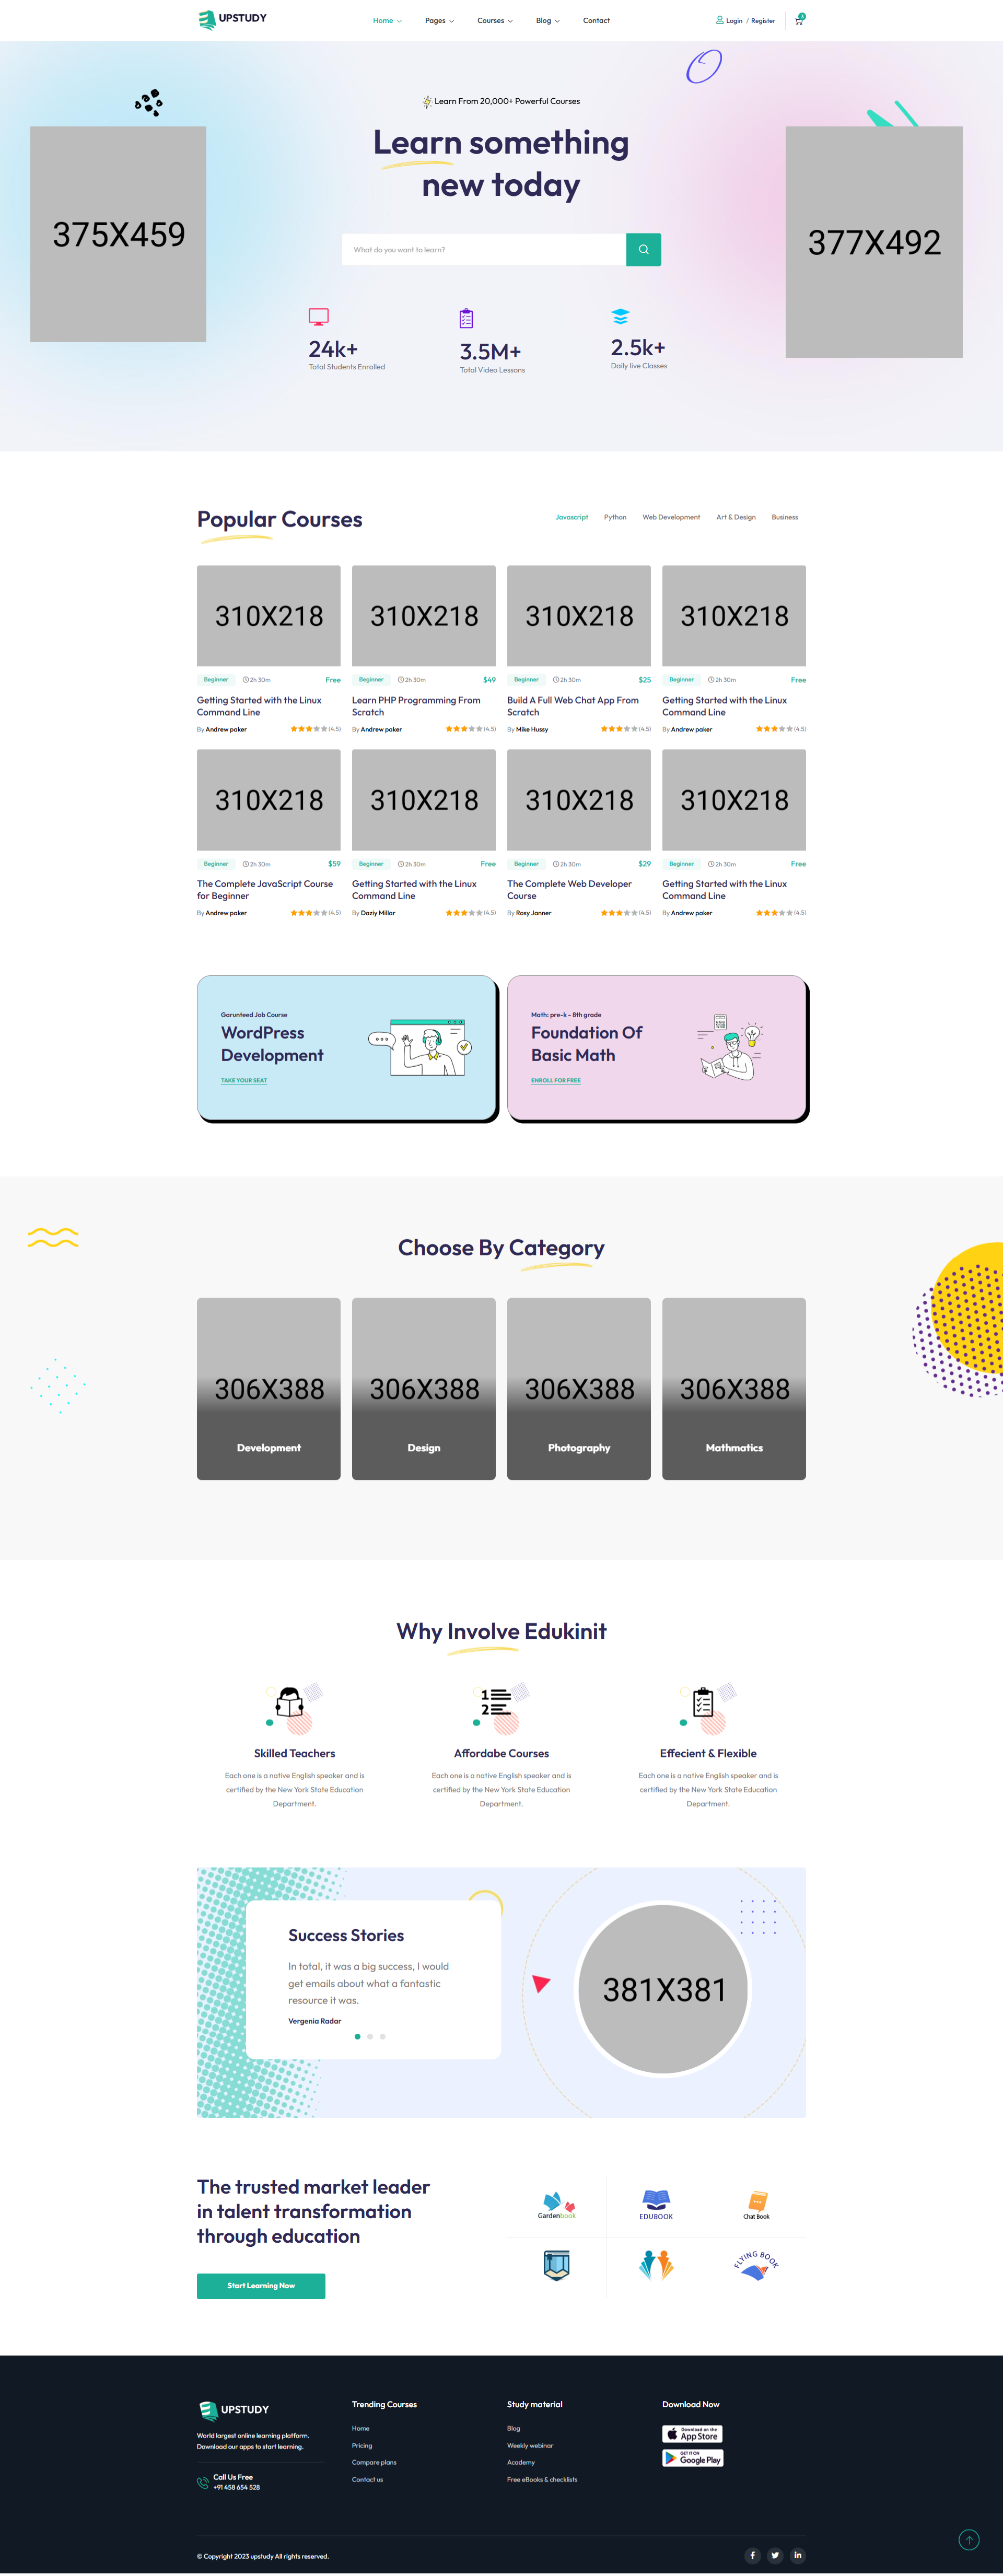 UPSTUDY
Home
Pages
Courses
Blog
Contact
Login / Register
3
Learn From 20,000+ Powerful Courses
Learn something
new today
375X459
377X492
What do you want to learn?
24k+
Total Students Enrolled
3.5M+
Total Video Lessons
2.5k+
Daily live Classes
Popular Courses
Javascript
Python
Web Development
Art & Design
Business
310X218
310X218
310X218
310X218
Beginner 2h 30m Free
Beginner 2h 30m $49
Beginner 2h 30m $25
Beginner 2h 30m Free
Getting Started with the Linux
Command Line
Learn PHP Programming From
Scratch
Build A Full Web Chat App From
Scratch
Getting Started with the Linux
Command Line
By Andrew paker (4.5)
By Andrew paker (4.5)
By Mike Hussy (4.5)
By Andrew paker (4.5)
310X218
310X218
310X218
310X218
Beginner 2h 30m $59
Beginner 2h 30m Free
Beginner 2h 30m $29
Beginner 2h 30m Free
The Complete JavaScript Course
for Beginner
Getting Started with the Linux
Command Line
The Complete Web Developer
Course
Getting Started with the Linux
Command Line
By Andrew paker (4.5)
By Daziy Millar (4.5)
By Rosy Janner (4.5)
By Andrew paker (4.5)
Garunteed Job Course
WordPress
Development
TAKE YOUR SEAT
Math: pre-k - 8th grade
Foundation Of
Basic Math
ENROLL FOR FREE
Choose By Category
306X388
306X388
306X388
306X388
Development
Design
Photography
Mathmatics
Why Involve Edukinit
1
2
Skilled Teachers
Each one is a native English speaker and is
certified by the New York State Education
Department.
Affordabe Courses
Each one is a native English speaker and is
certified by the New York State Education
Department.
Effecient & Flexible
Each one is a native English speaker and is
certified by the New York State Education
Department.
Success Stories
In total, it was a big success, I would
get emails about what a fantastic
resource it was.
Vergenia Radar
381X381
The trusted market leader
in talent transformation
through education
Start Learning Now
Gardenbook
EDUBOOK
Chat Book
FLYING BOOK
UPSTUDY
World largest online learning platform.
Download our apps to start learning.
Call Us Free
+91 458 654 528
Trending Courses
Home
Pricing
Compare plans
Contact us
Study material
Blog
Weekly webinar
Academy
Free eBooks & checklists
Download Now
Download on the
App Store
GET IT ON
Google Play
© Copyright 2023 upstudy All rights reserved.